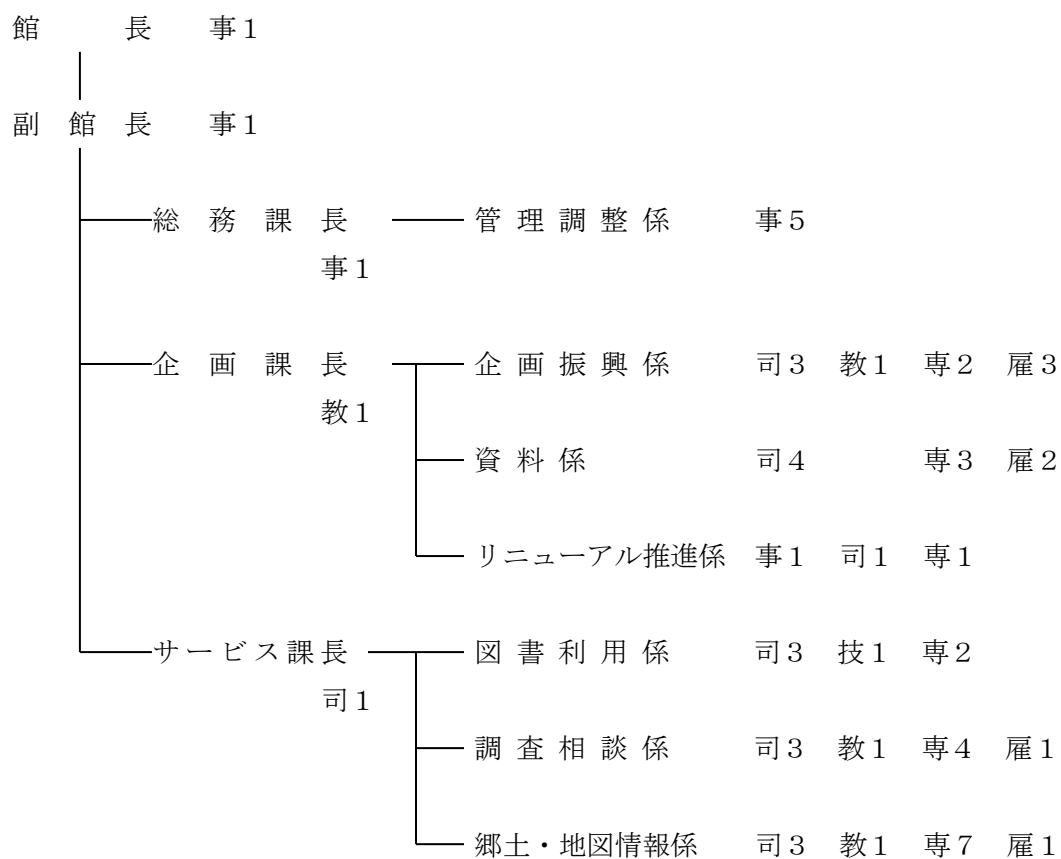 館長 事１
副館長 事１
総務課長 管理調整係 事５
事１
企画課長 企画振興係 司３ 教１ 専２ 雇３
教１
資料係 司４ 専３ 雇２
リニューアル推進係 事１ 司１ 専１
サービス課長 図書利用係 司３ 技１ 専２
司１
調査相談係 司３ 教１ 専４ 雇１
郷土・地図情報係 司３ 教１ 専７ 雇１